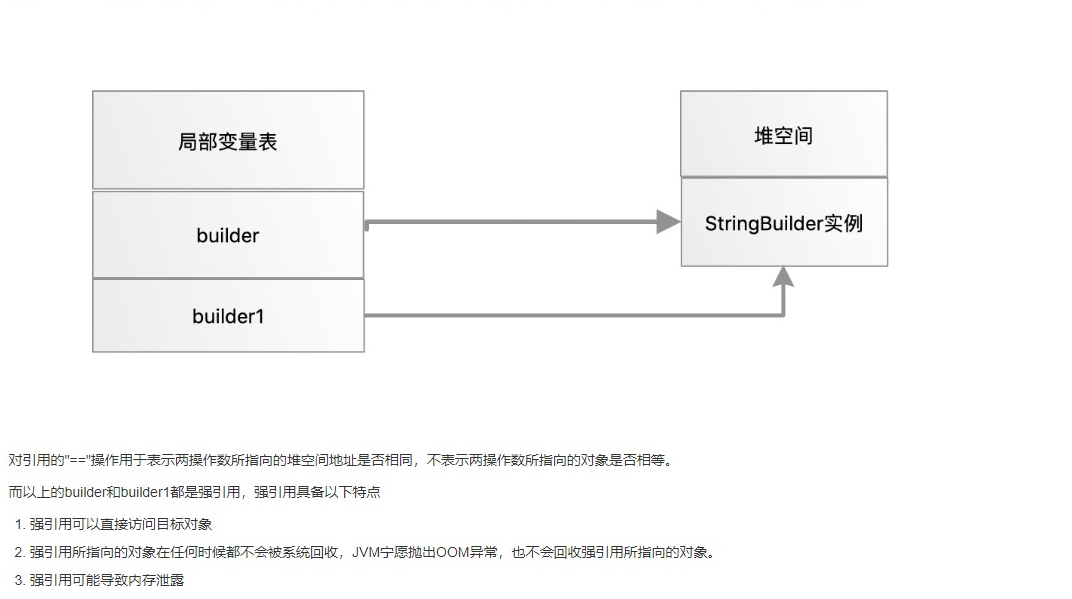 局部变量表
堆空间
builder
StringBuilder实例
builder1
对引用的"=="操作用于表示两操作数所指向的堆空间地址是否相同，不表示两操作数所指向的对象是否相等。
而以上的builder和builder1都是强引用，强引用具备以下特点
1. 强引用可以直接访问目标对象
2. 强引用所指向的对象在任何时候都不会被系统回收，JVM宁愿抛出OOM异常，也不会回收强引用所指向的对象。
3. 强引用可能导致内存泄露